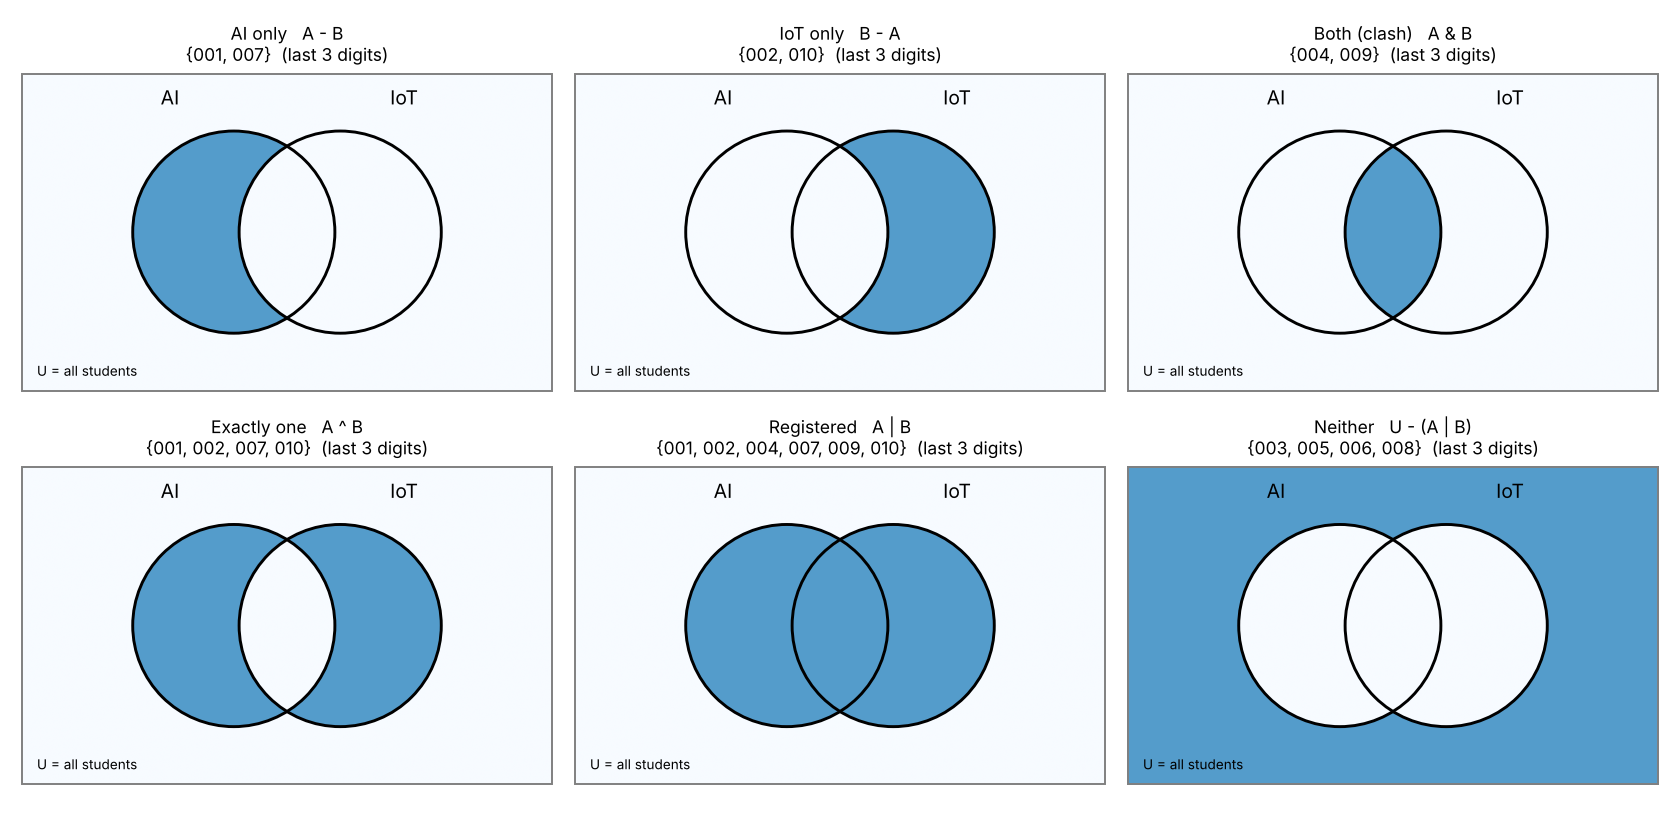 AI only   A - B
{001, 007}  (last 3 digits)
AI
IoT
U = all students
IoT only   B - A
{002, 010}  (last 3 digits)
AI
IoT
U = all students
Both (clash)   A & B
{004, 009}  (last 3 digits)
AI
IoT
U = all students
Exactly one   A ^ B
{001, 002, 007, 010}  (last 3 digits)
AI
IoT
U = all students
Registered   A | B
{001, 002, 004, 007, 009, 010}  (last 3 digits)
AI
IoT
U = all students
Neither   U - (A | B)
{003, 005, 006, 008}  (last 3 digits)
AI
IoT
U = all students